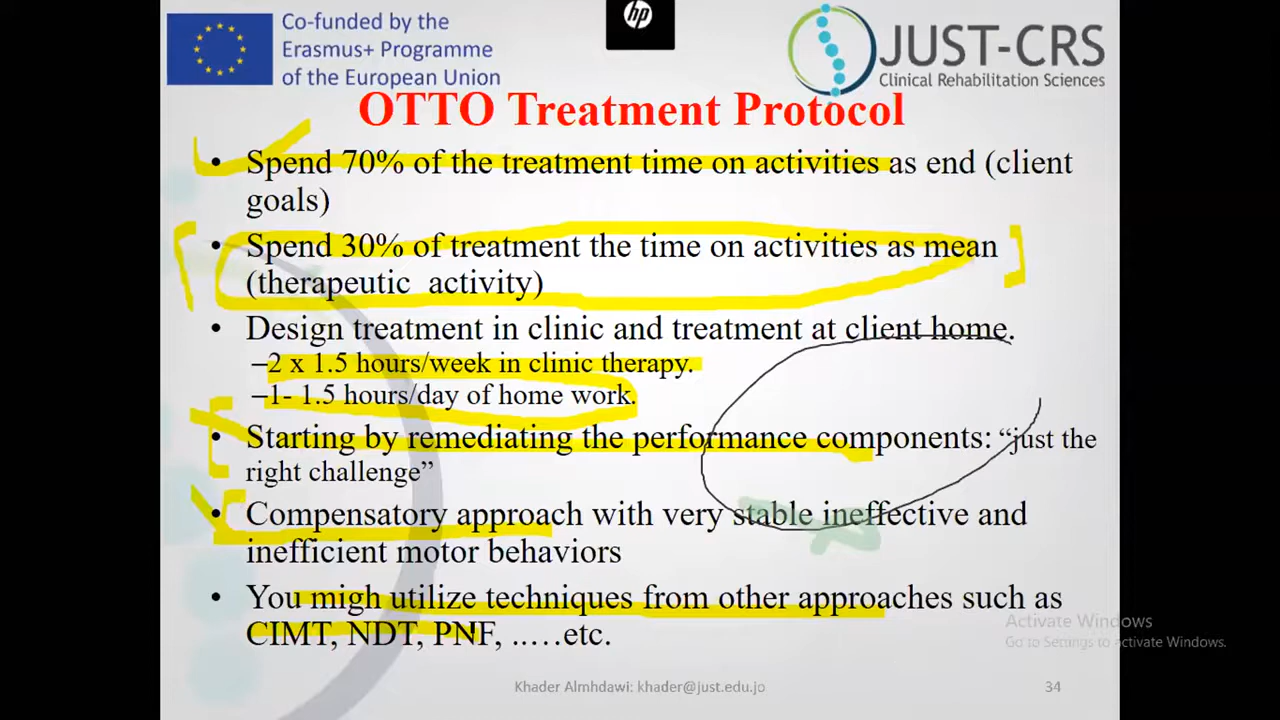 Co-funded by the
Erasmus+ Programme
of the European Union
hp
JUST-CRS
Clinical Rehabilitation Sciences
OTTO Treatment Protocol
• Spend 70% of the treatment time on activities as end (client
goals)
• Spend 30% of treatment the time on activities as mean
(therapeutic activity)
• Design treatment in clinic and treatment at client home.
–2 x 1.5 hours/week in clinic therapy.
–1- 1.5 hours/day of home work.
• Starting by remediating the performance components: “just the
right challenge”
• Compensatory approach with very stable ineffective and
inefficient motor behaviors
• You migh utilize techniques from other approaches such as
CIMT, NDT, PNF, ..…etc.
Activate Windows
Go to Settings to activate Windows.
Khader Almhdawi: khader@just.edu.jo
34